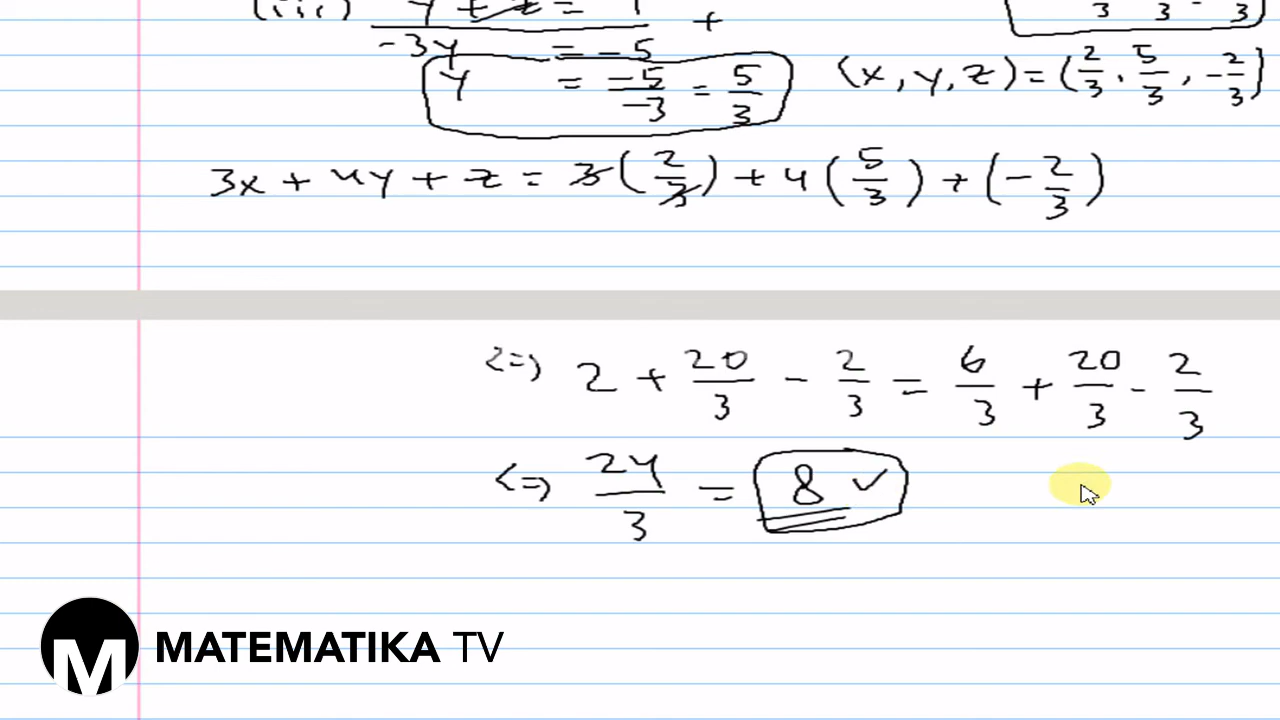 (iii) y + z = 1 +
-3y = -5
y = -5/-3 = 5/3
(x, y, z) = (2/3, 5/3, -2/3)
3x + 4y + z = 3(2/3) + 4(5/3) + (-2/3)
<=> 2 + 20/3 - 2/3 = 6/3 + 20/3 - 2/3
<=> 24/3 = 8 ✓
M MATEMATIKA TV